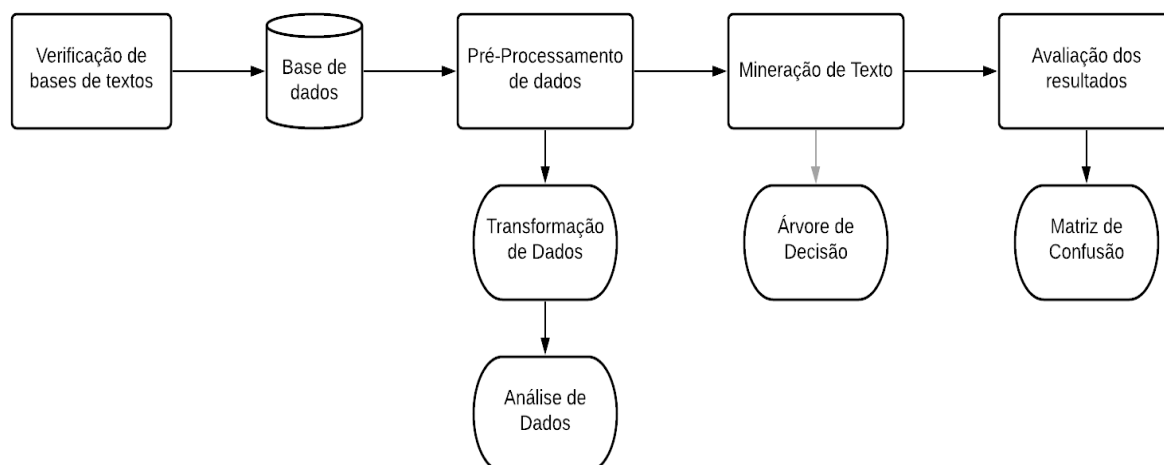 Verificação de
bases de textos
Base de
dados
Pré-Processamento
de dados
Mineração de Texto
Avaliação dos
resultados
Transformação
de Dados
Árvore de
Decisão
Matriz de
Confusão
Análise de
Dados